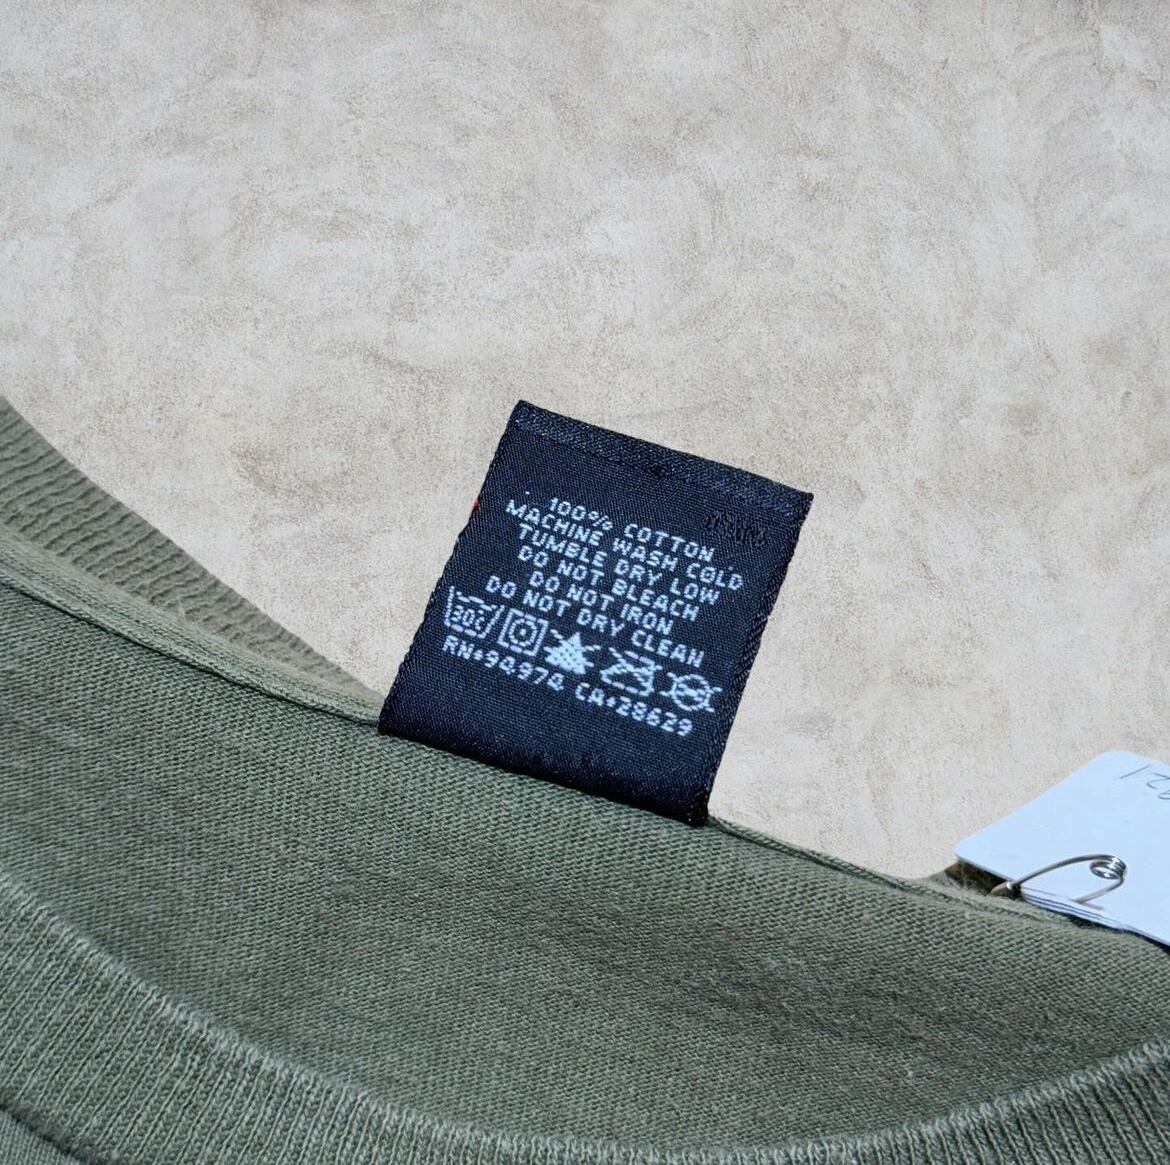 100% COTTON
MACHINE WASH COLD
TUMBLE DRY LOW
DO NOT BLEACH
DO NOT IRON
DO NOT DRY CLEAN
30C
RN#94974 CA#28629